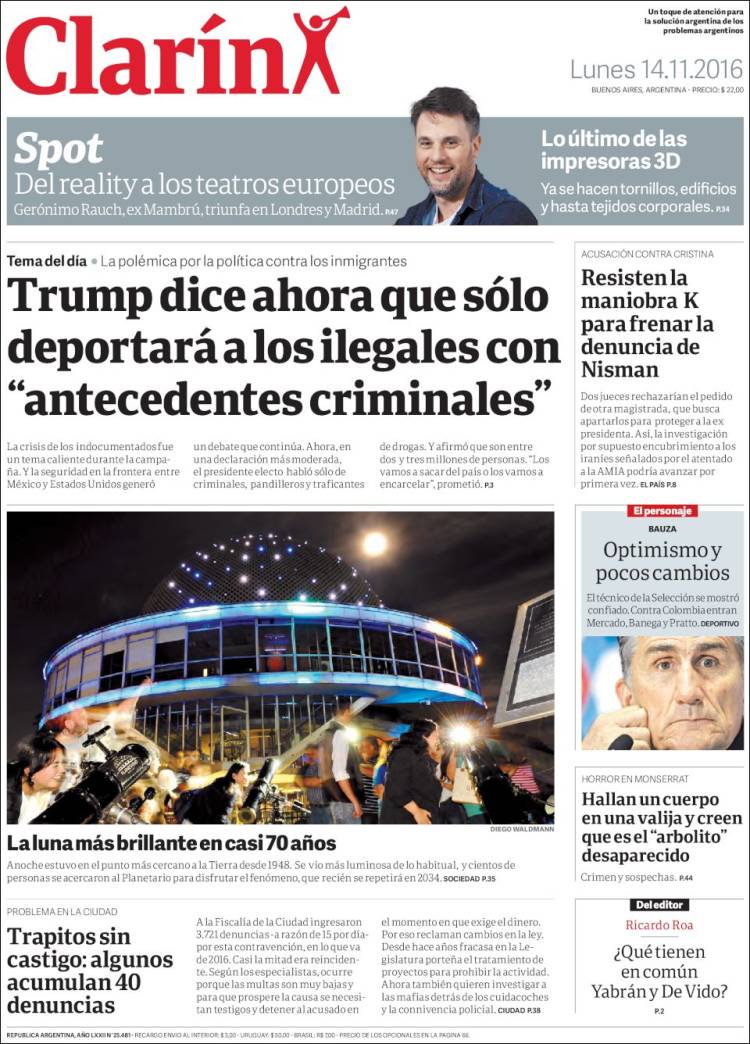 Clarín
Un toque de atención para
la solución argentina de los
problemas argentinos
Lunes 14.11.2016
BUENOS AIRES, ARGENTINA - PRECIO: $ 22,00
Spot
Del reality a los teatros europeos
Gerónimo Rauch, ex Mambrú, triunfa en Londres y Madrid. P.47
Lo último de las
impresoras 3D
Ya se hacen tornillos, edificios
y hasta tejidos corporales. P.34
Tema del día • La polémica por la política contra los inmigrantes
Trump dice ahora que sólo
deportará a los ilegales con
“antecedentes criminales”
La crisis de los indocumentados fue
un tema caliente durante la campa-
ña. Y la seguridad en la frontera entre
México y Estados Unidos generó
un debate que continúa. Ahora, en
una declaración más moderada,
el presidente electo habló sólo de
criminales, pandilleros y traficantes
de drogas. Y afirmó que son entre
dos y tres millones de personas. “Los
vamos a sacar del país o los vamos a
encarcelar”, prometió. P.3
ACUSACIÓN CONTRA CRISTINA
Resisten la
maniobra K
para frenar la
denuncia de
Nisman
Dos jueces rechazarían el pedido
de otra magistrada, que busca
apartarlos para proteger a la ex
presidenta. Así, la investigación
por supuesto encubrimiento a los
iraníes señalados por el atentado
a la AMIA podría avanzar por
primera vez. EL PAÍS P.8
El personaje
BAUZA
Optimismo y
pocos cambios
El técnico de la Selección se mostró
confiado. Contra Colombia entran
Mercado, Banega y Pratto. DEPORTIVO
DIEGO WALDMANN
La luna más brillante en casi 70 años
Anoche estuvo en el punto más cercano a la Tierra desde 1948. Se vio más luminosa de lo habitual, y cientos de
personas se acercaron al Planetario para disfrutar el fenómeno, que recién se repetirá en 2034. SOCIEDAD P.35
HORROR EN MONSERRAT
Hallan un cuerpo
en una valija y creen
que es el “arbolito”
desaparecido
Crimen y sospechas. P.44
PROBLEMA EN LA CIUDAD
Trapitos sin
castigo: algunos
acumulan 40
denuncias
A la Fiscalía de la Ciudad ingresaron
3.721 denuncias -a razón de 15 por día-
por esta contravención, en lo que va
de 2016. Casi la mitad era reinciden-
te. Según los especialistas, ocurre
porque las multas son muy bajas y
para que prospere la causa se necesi-
tan testigos y detener al acusado en
el momento en que exige el dinero.
Por eso reclaman cambios en la ley.
Desde hace años fracasa en la Le-
gislatura porteña el tratamiento de
proyectos para prohibir la actividad.
Ahora también quieren investigar a
las mafias detrás de los cuidacoches
y la connivencia policial. CIUDAD P.38
Del editor
Ricardo Roa
¿Qué tienen
en común
Yabrán y De Vido?
P.2
REPUBLICA ARGENTINA, AÑO LXXII N° 25.481 - RECARGO ENVIO AL INTERIOR: $ 3,00 - URUGUAY: $ 50,00 - BRASIL: R$ 7,00 - PRECIO DE LOS OPCIONALES EN LA PAGINA 66.